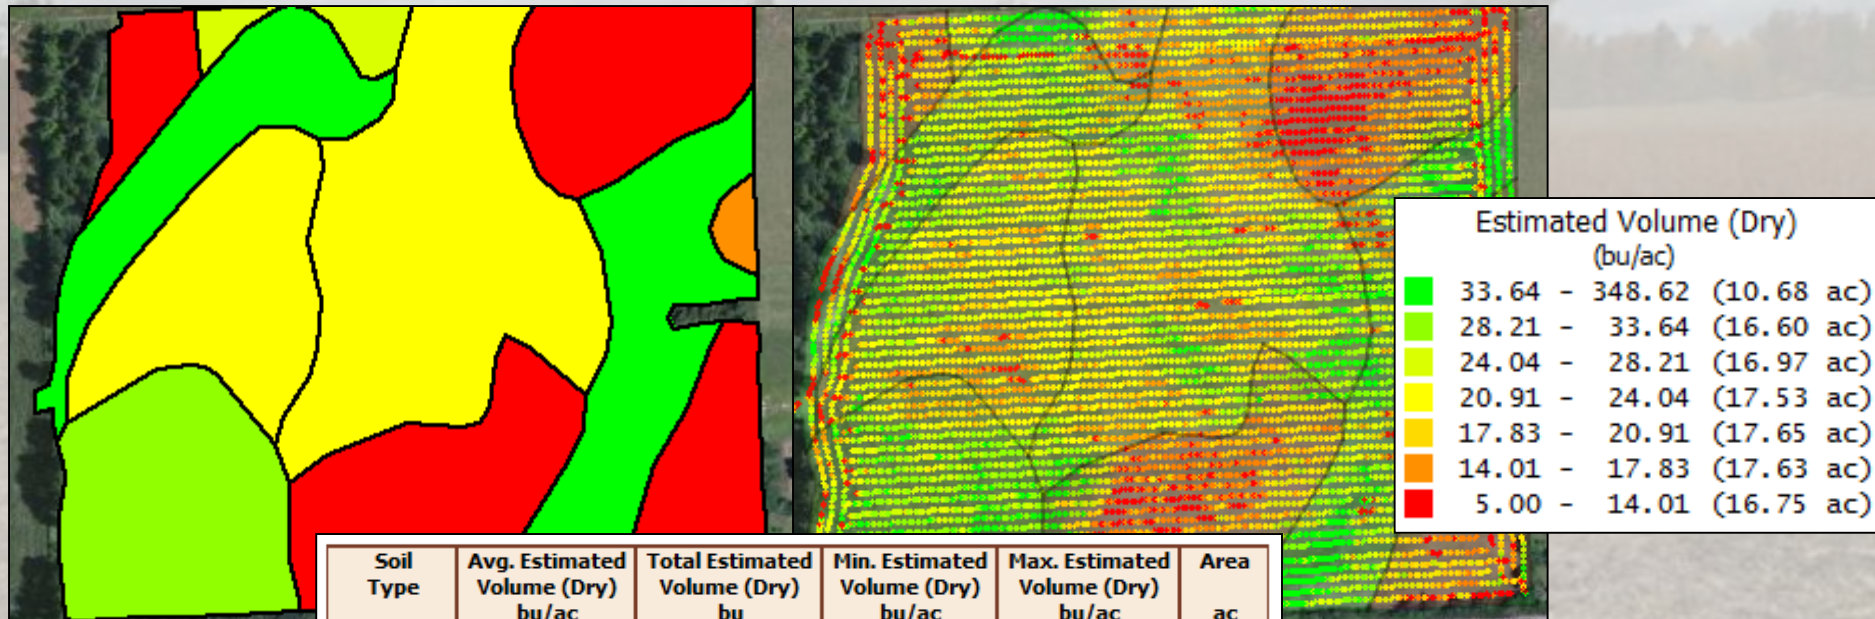 Estimated Volume (Dry)
(bu/ac)
33.64 - 348.62 (10.68 ac)
28.21 - 33.64 (16.60 ac)
24.04 - 28.21 (16.97 ac)
20.91 - 24.04 (17.53 ac)
17.83 - 20.91 (17.65 ac)
14.01 - 17.83 (17.63 ac)
5.00 - 14.01 (16.75 ac)
Soil Avg. Estimated Total Estimated Min. Estimated Max. Estimated Area
Type Volume (Dry) Volume (Dry) Volume (Dry) Volume (Dry)
bu/ac bu bu/ac bu/ac ac